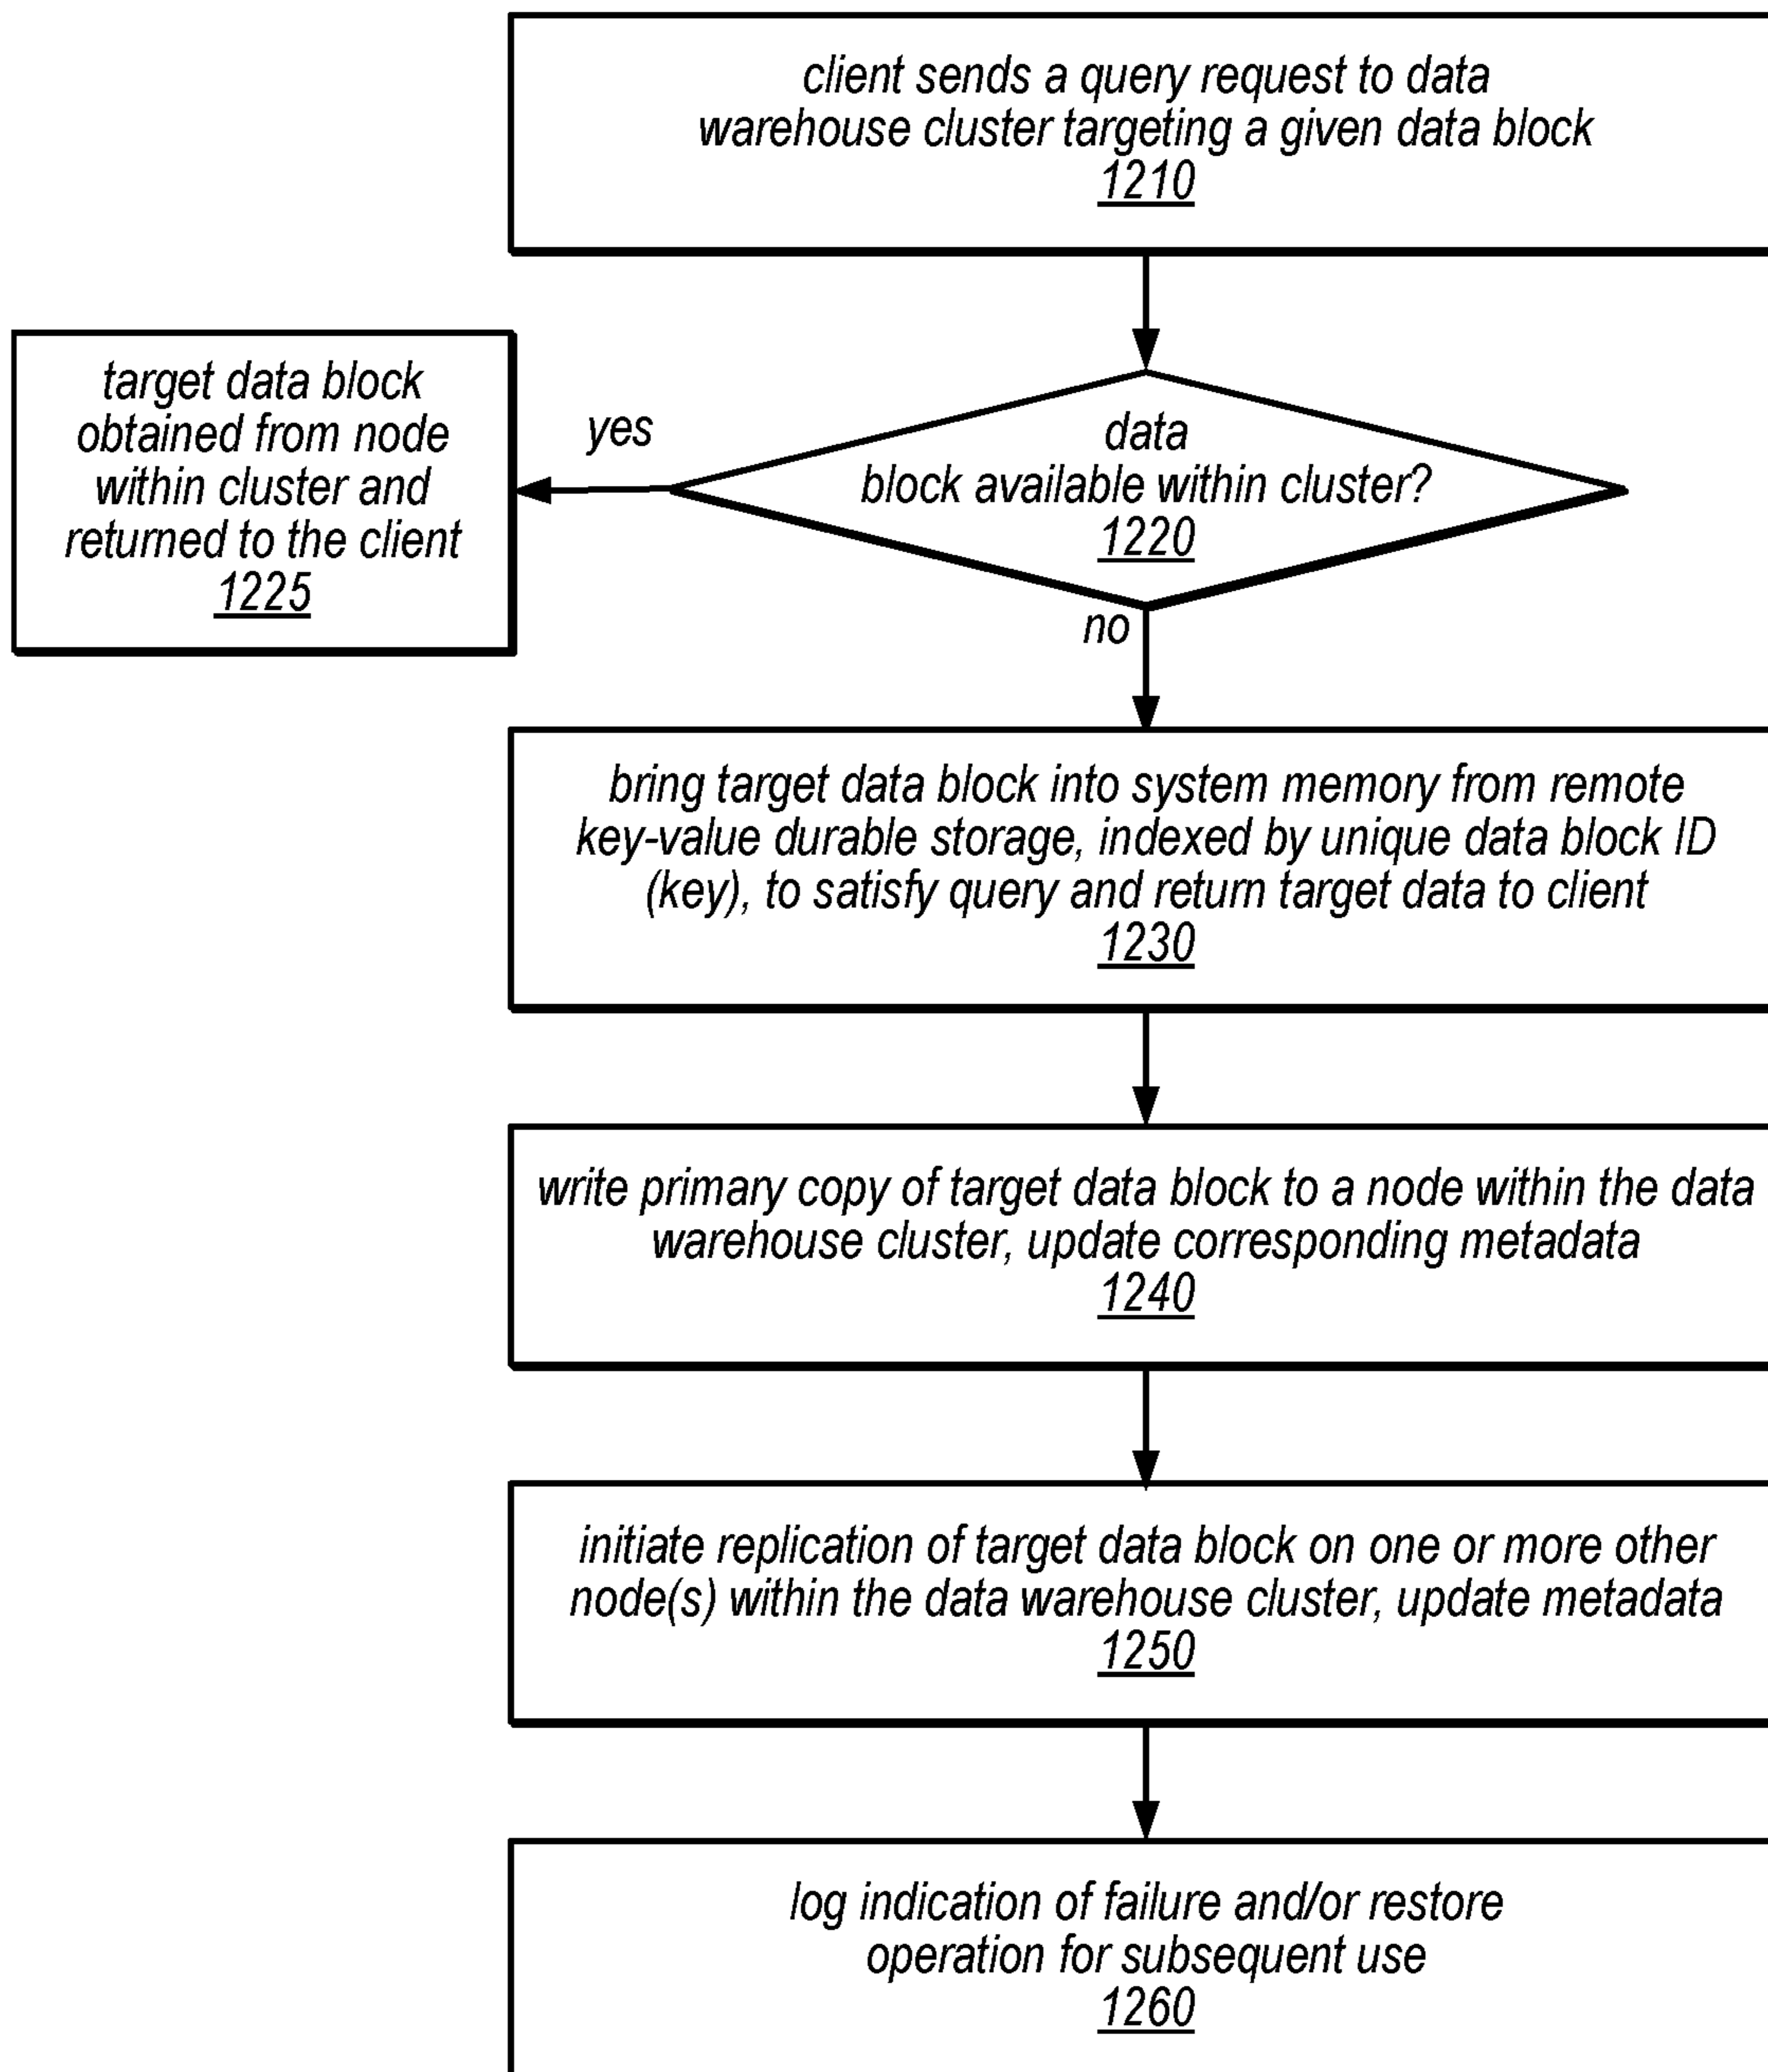 client sends a query request to data
warehouse cluster targeting a given data block
1210
target data block
obtained from node
within cluster and
returned to the client
1225
yes
data
block available within cluster?
1220
no
bring target data block into system memory from remote
key-value durable storage, indexed by unique data block ID
(key), to satisfy query and return target data to client
1230
write primary copy of target data block to a node within the data
warehouse cluster, update corresponding metadata
1240
initiate replication of target data block on one or more other
node(s) within the data warehouse cluster, update metadata
1250
log indication of failure and/or restore
operation for subsequent use
1260